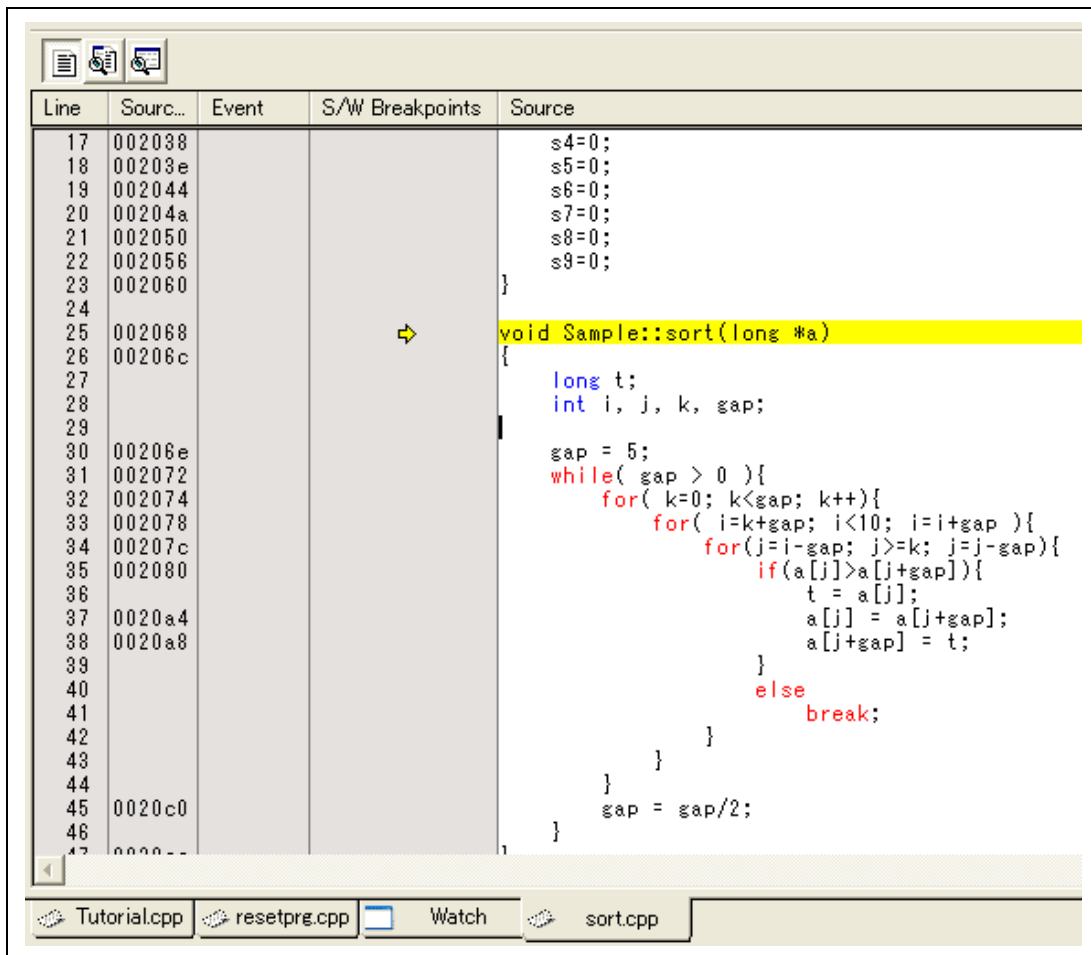 Line Sourc... Event S/W Breakpoints Source
17 002038 s4=0;
18 00203e s5=0;
19 002044 s6=0;
20 00204a s7=0;
21 002050 s8=0;
22 002056 s9=0;
23 002060 }
24
25 002068 void Sample::sort(long *a)
26 00206c {
27 long t;
28 int i, j, k, gap;
29
30 00206e gap = 5;
31 002072 while( gap > 0 ){
32 002074 for( k=0; k<gap; k++){
33 002078 for( i=k+gap; i<10; i=i+gap ){
34 00207c for(j=i-gap; j>=k; j=j-gap){
35 002080 if(a[j]>a[j+gap]){
36 t = a[j];
37 0020a4 a[j] = a[j+gap];
38 0020a8 a[j+gap] = t;
39 }
40 else
41 break;
42 }
43 }
44 }
45 0020c0 gap = gap/2;
46 }
Tutorial.cpp resetprg.cpp Watch sort.cpp